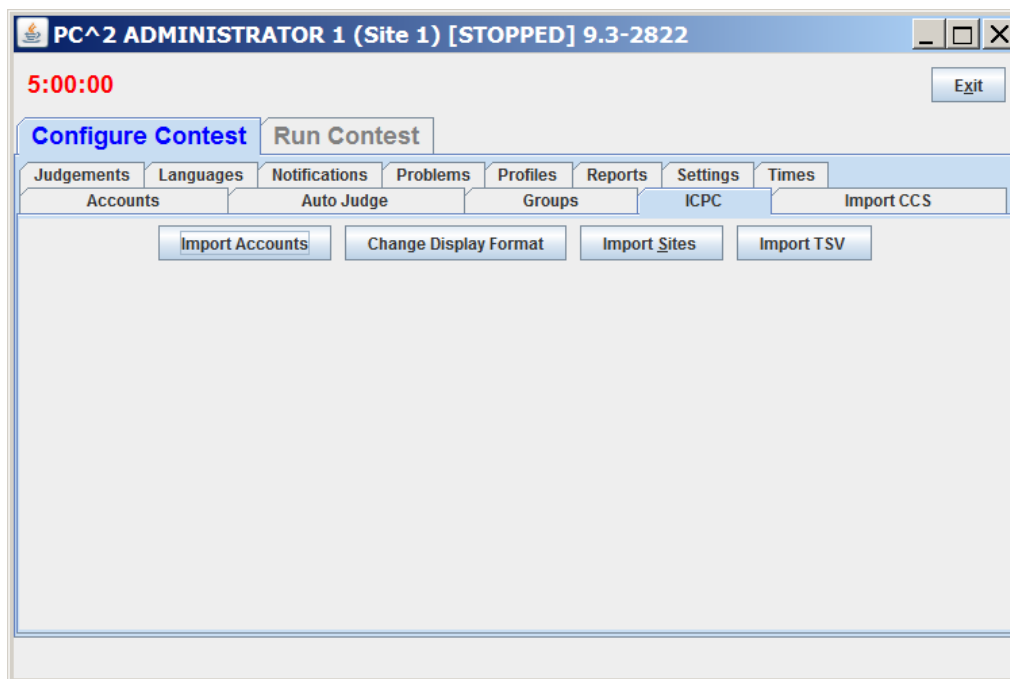 PC^2 ADMINISTRATOR 1 (Site 1) [STOPPED] 9.3-2822
5:00:00
Exit
Configure Contest Run Contest
Judgements Languages Notifications Problems Profiles Reports Settings Times
Accounts Auto Judge Groups ICPC Import CCS
Import Accounts Change Display Format Import Sites Import TSV